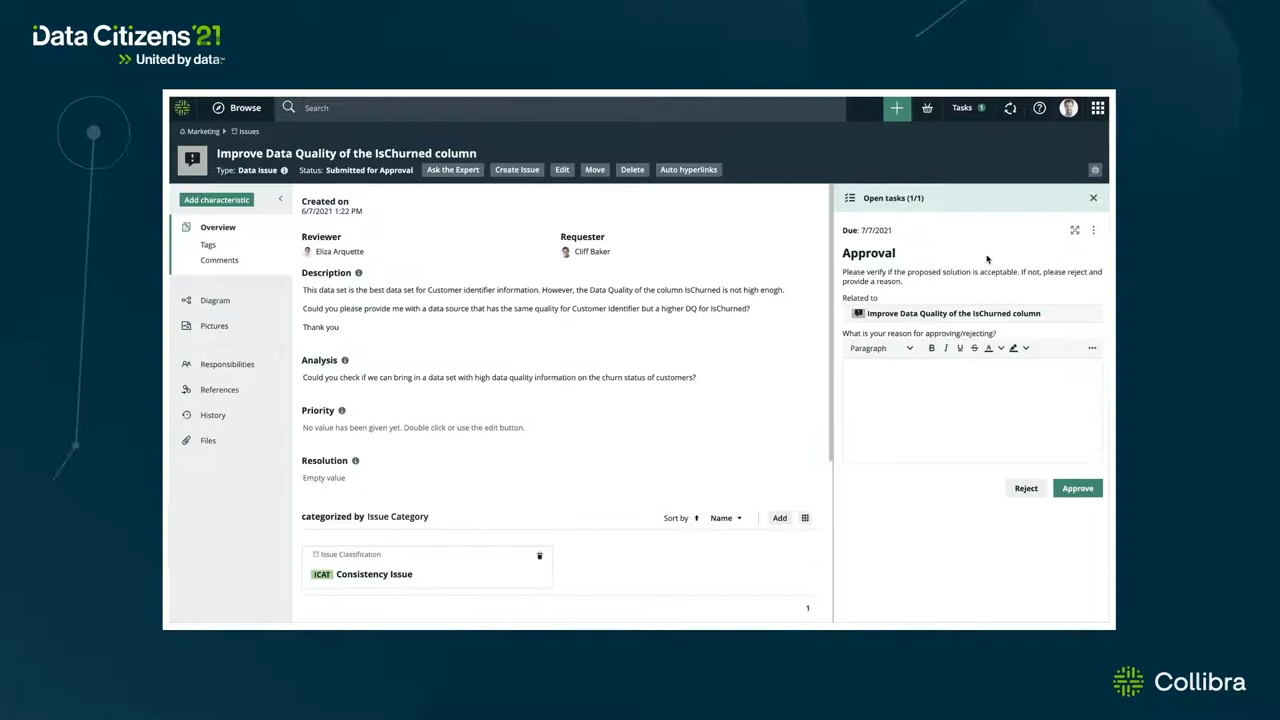 Data Citizens '21
United by data™
Browse
Search
Tasks 1
Marketing Issues
Improve Data Quality of the IsChurned column
Type: Data issue Status: Submitted for Approval
Ask the Expert Create Issue Edit Move Delete Auto hyperlinks
Add characteristic
Overview
Tags
Comments
Diagram
Pictures
Responsibilities
References
History
Files
Created on
6/7/2021 1:22 PM
Reviewer Requester
Eliza Arquette Cliff Baker
Description
This data set is the best data set for Customer identifier information. However, the Data Quality of the column IsChurned is not high enogh.
Could you please provide me with a data source that has the same quality for Customer Identifier but a higher DQ for IsChurned?
Thank you
Analysis
Could you check if we can bring in a data set with high data quality information on the churn status of customers?
Priority
No value has been given yet. Double click or use the edit button.
Resolution
Empty value
categorized by Issue Category Sort by Name Add
Issue Classification
ICAT Consistency Issue
1
Open tasks (1/1)
Due: 7/7/2021
Approval
Please verify if the proposed solution is acceptable. If not, please reject and
provide a reason.
Related to
Improve Data Quality of the IsChurned column
What is your reason for approving/rejecting?
Paragraph B I U S A
Reject Approve
Collibra